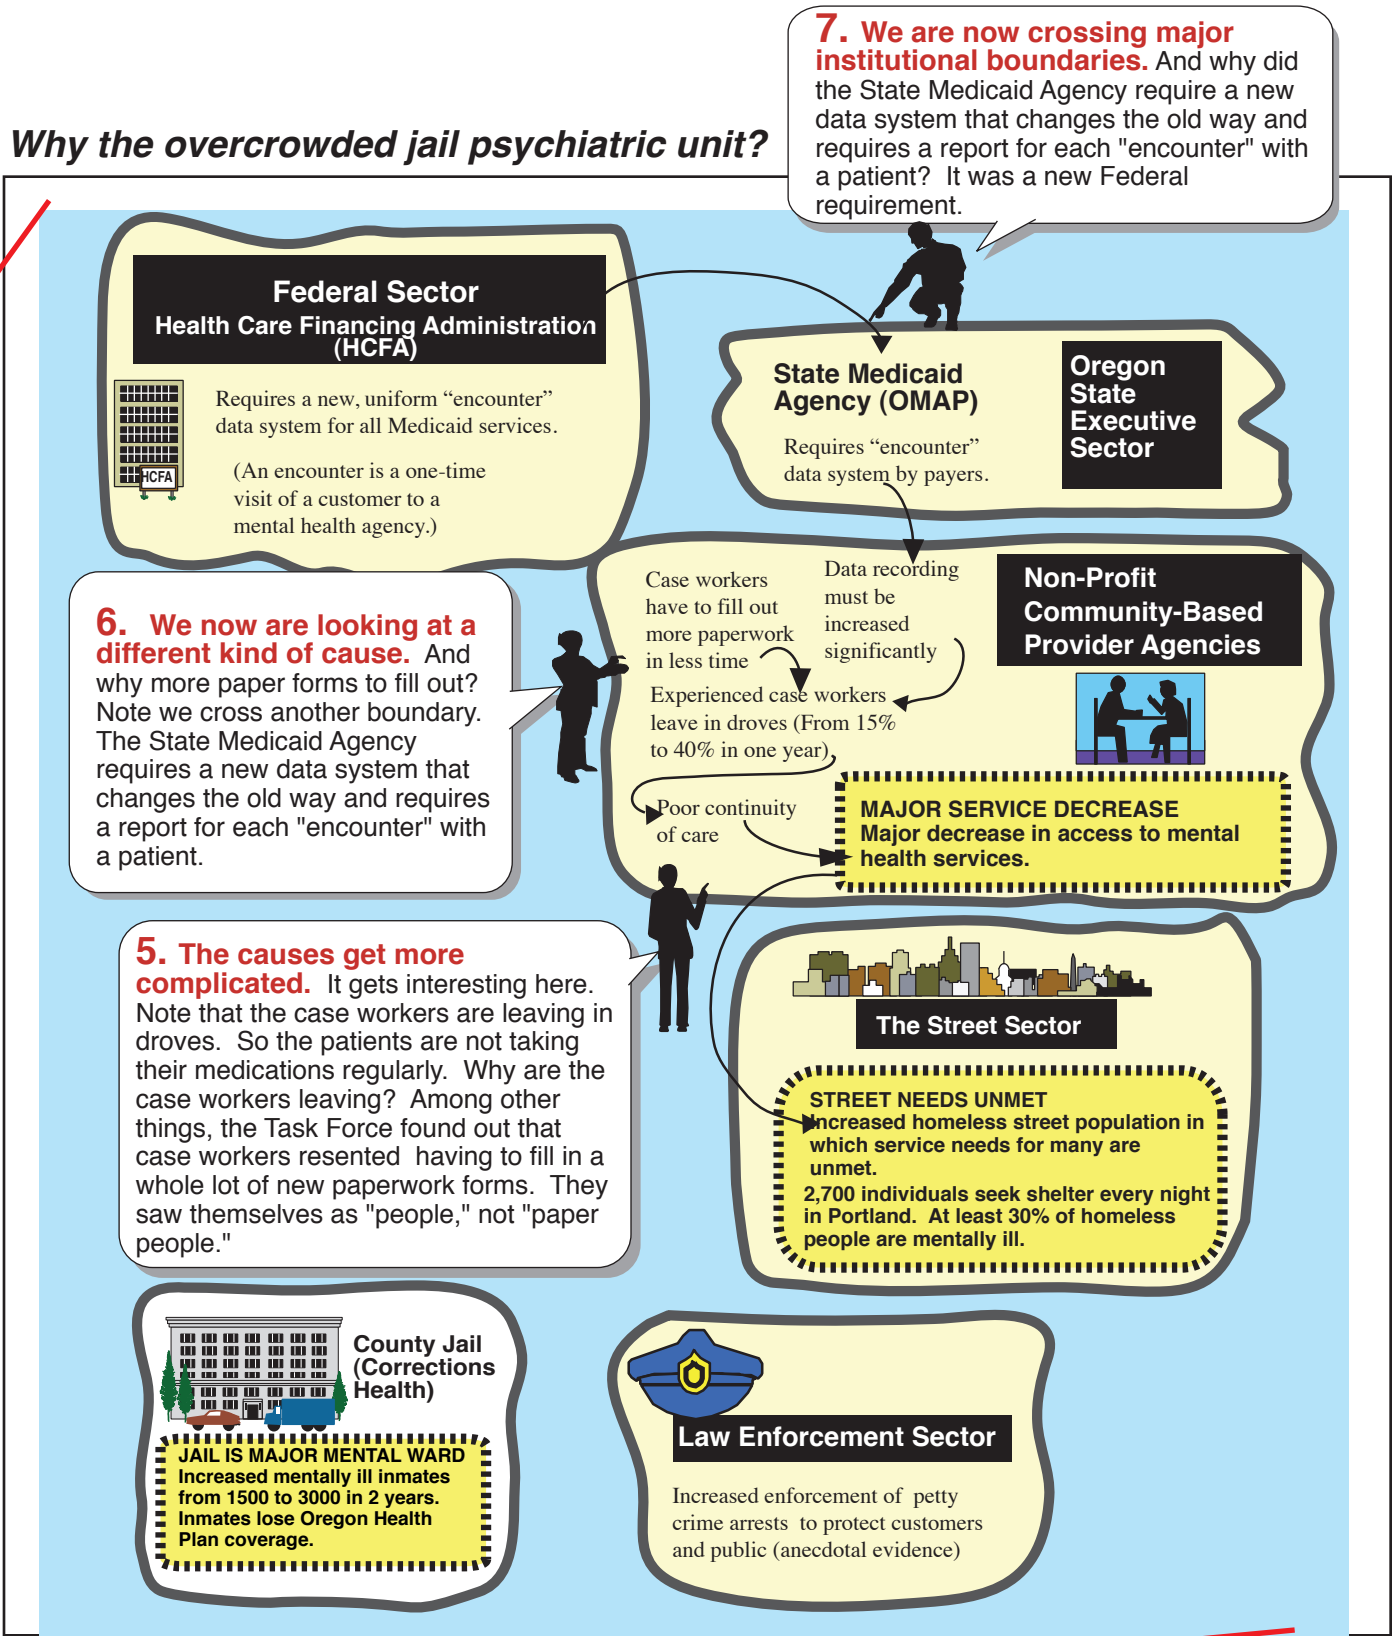 7. We are now crossing major
institutional boundaries. And why did
the State Medicaid Agency require a new
data system that changes the old way and
requires a report for each "encounter" with
a patient? It was a new Federal
requirement.
Why the overcrowded jail psychiatric unit?
Federal Sector
Health Care Financing Administration
(HCFA)
Requires a new, uniform “encounter”
data system for all Medicaid services.
(An encounter is a one-time
visit of a customer to a
mental health agency.)
HCFA
State Medicaid
Agency (OMAP)
Requires “encounter”
data system by payers.
Oregon
State
Executive
Sector
Case workers
have to fill out
more paperwork
in less time
Data recording
must be
increased
significantly
Non-Profit
Community-Based
Provider Agencies
Experienced case workers
leave in droves (From 15%
to 40% in one year)
Poor continuity
of care
MAJOR SERVICE DECREASE
Major decrease in access to mental
health services.
6. We now are looking at a
different kind of cause. And
why more paper forms to fill out?
Note we cross another boundary.
The State Medicaid Agency
requires a new data system that
changes the old way and requires
a report for each "encounter" with
a patient.
5. The causes get more
complicated. It gets interesting here.
Note that the case workers are leaving in
droves. So the patients are not taking
their medications regularly. Why are the
case workers leaving? Among other
things, the Task Force found out that
case workers resented having to fill in a
whole lot of new paperwork forms. They
saw themselves as "people," not "paper
people."
The Street Sector
STREET NEEDS UNMET
Increased homeless street population in
which service needs for many are
unmet.
2,700 individuals seek shelter every night
in Portland. At least 30% of homeless
people are mentally ill.
County Jail
(Corrections
Health)
JAIL IS MAJOR MENTAL WARD
Increased mentally ill inmates
from 1500 to 3000 in 2 years.
Inmates lose Oregon Health
Plan coverage.
Law Enforcement Sector
Increased enforcement of petty
crime arrests to protect customers
and public (anecdotal evidence)